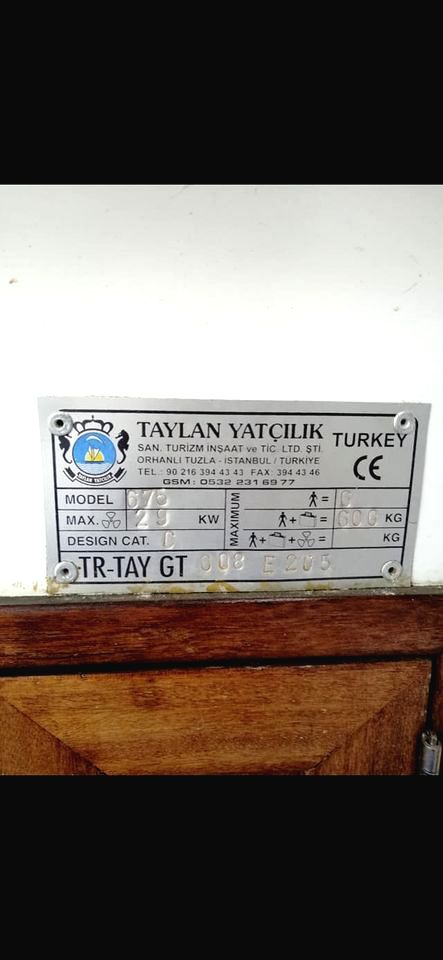 TAYLAN YATÇILIK
TURKEY
SAN. TURİZM İNŞAAT ve TİC. LTD. ŞTİ.
ORHANLI TUZLA - İSTANBUL / TÜRKİYE
TEL.: 90 216 394 43 43 FAX: 394 43 46
GSM: 0532 231 69 77
CE
TAYLAN YATÇILIK
MODEL 675
MAX. 29 KW
DESIGN CAT. C
MAXIMUM
=
+ = 600 KG
+ + = KG
TR-TAY GT 008 E 205